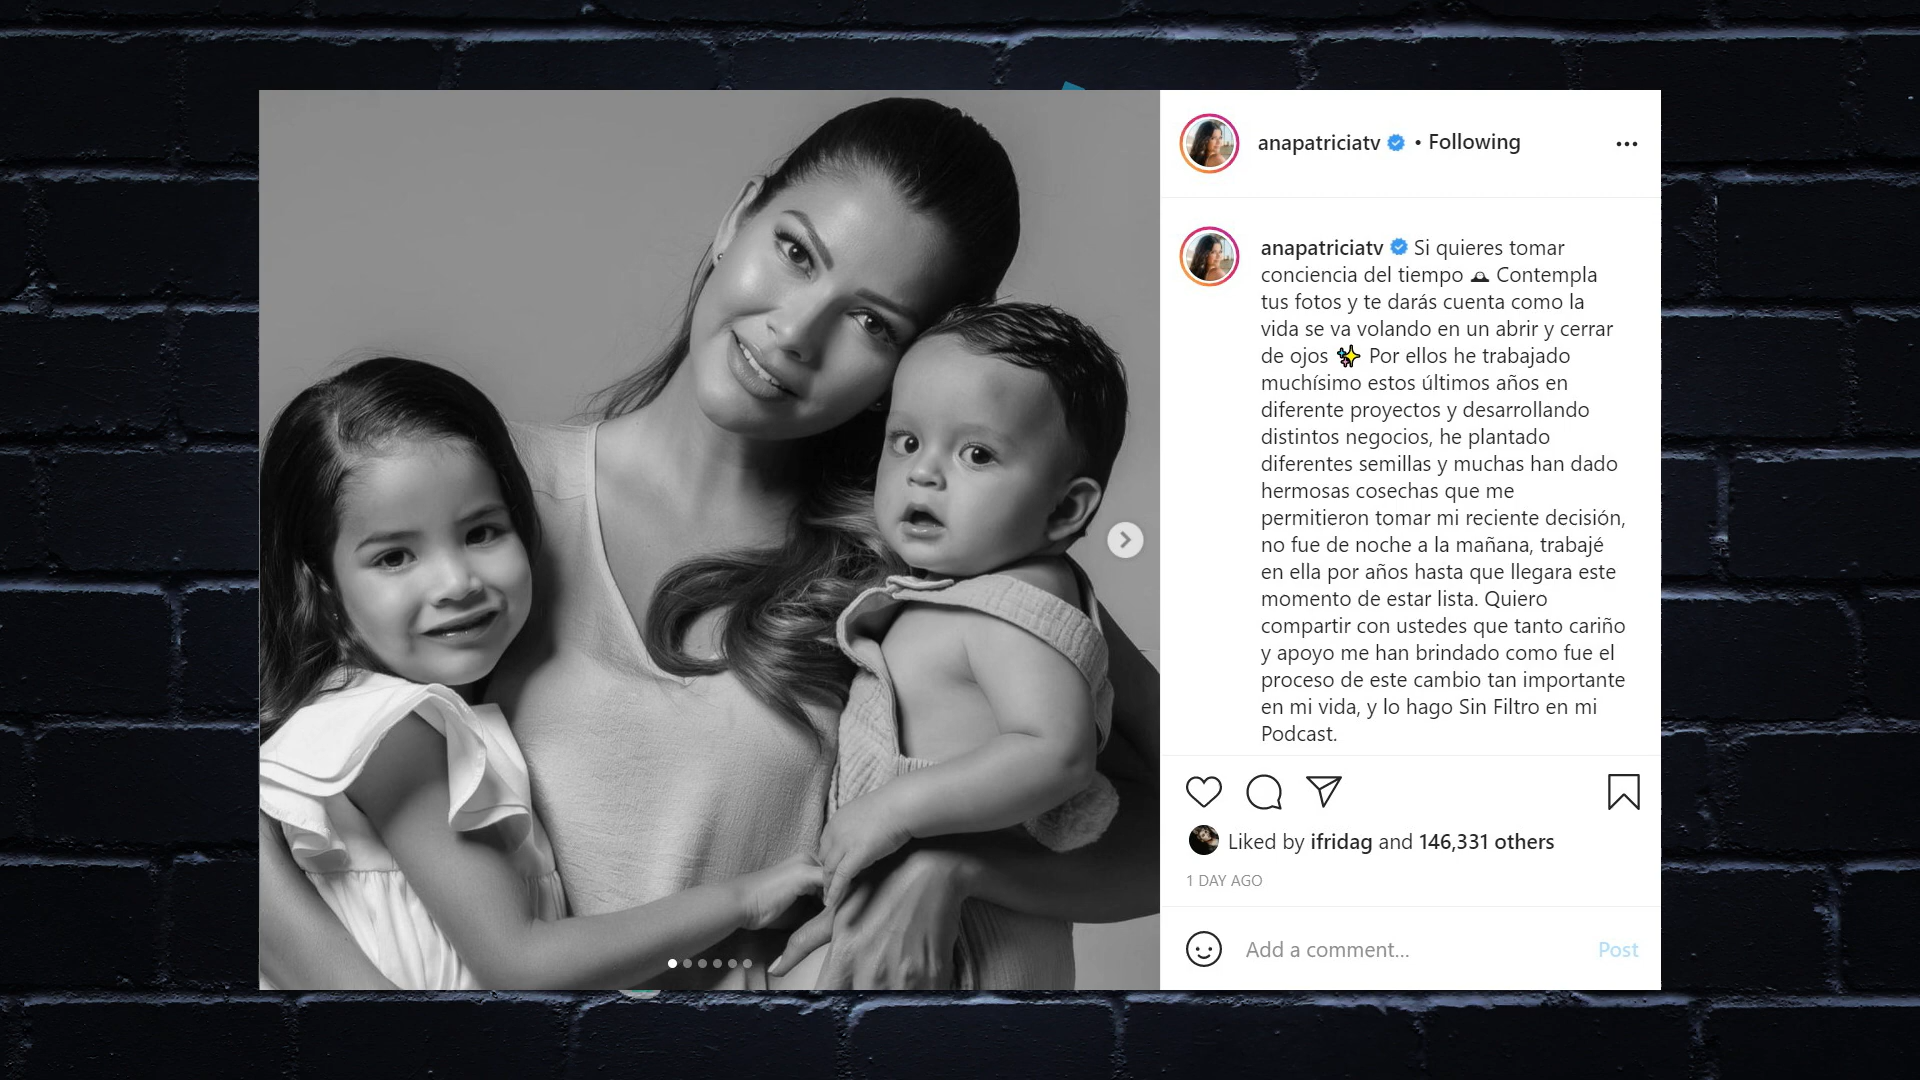 anapatriciatv • Following
anapatriciatv Si quieres tomar
conciencia del tiempo 🕰 Contempla
tus fotos y te darás cuenta como la
vida se va volando en un abrir y cerrar
de ojos ✨ Por ellos he trabajado
muchísimo estos últimos años en
diferente proyectos y desarrollando
distintos negocios, he plantado
diferentes semillas y muchas han dado
hermosas cosechas que me
permitieron tomar mi reciente decisión,
no fue de noche a la mañana, trabajé
en ella por años hasta que llegara este
momento de estar lista. Quiero
compartir con ustedes que tanto cariño
y apoyo me han brindado como fue el
proceso de este cambio tan importante
en mi vida, y lo hago Sin Filtro en mi
Podcast.
Liked by ifridag and 146,331 others
1 DAY AGO
Add a comment... Post